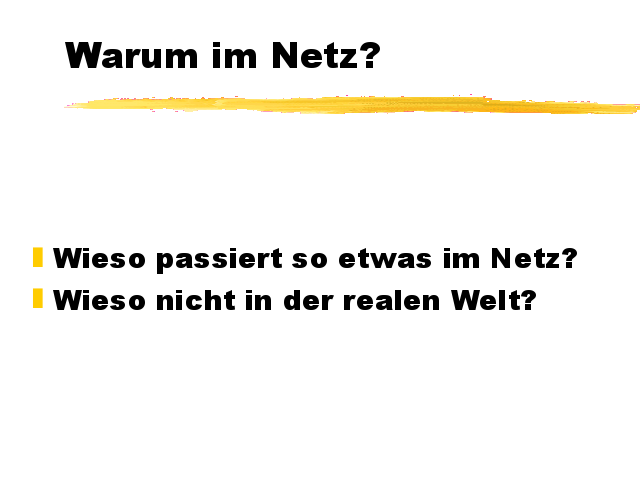 Warum im Netz?
Wieso passiert so etwas im Netz?
Wieso nicht in der realen Welt?